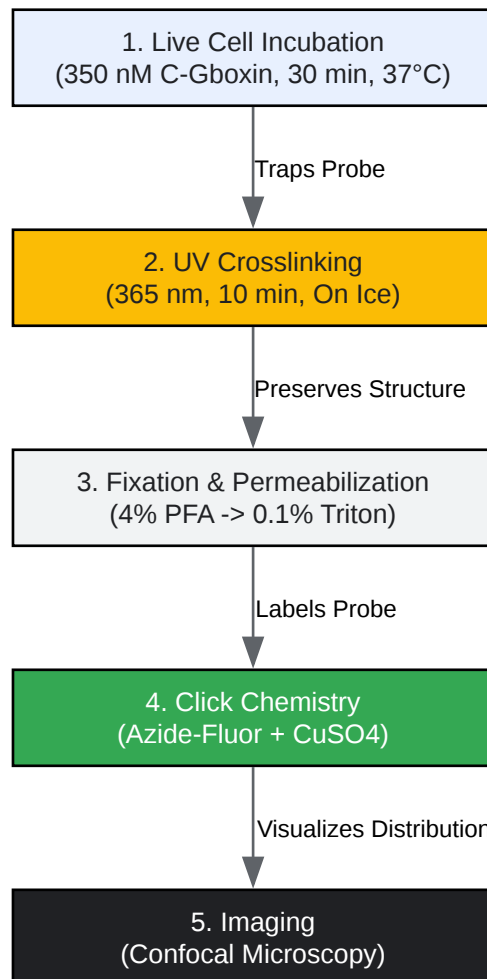 1. Live Cell Incubation
(350 nM C-Gboxin, 30 min, 37°C)
Traps Probe
2. UV Crosslinking
(365 nm, 10 min, On Ice)
Preserves Structure
3. Fixation & Permeabilization
(4% PFA -> 0.1% Triton)
Labels Probe
4. Click Chemistry
(Azide-Fluor + CuSO4)
Visualizes Distribution
5. Imaging
(Confocal Microscopy)